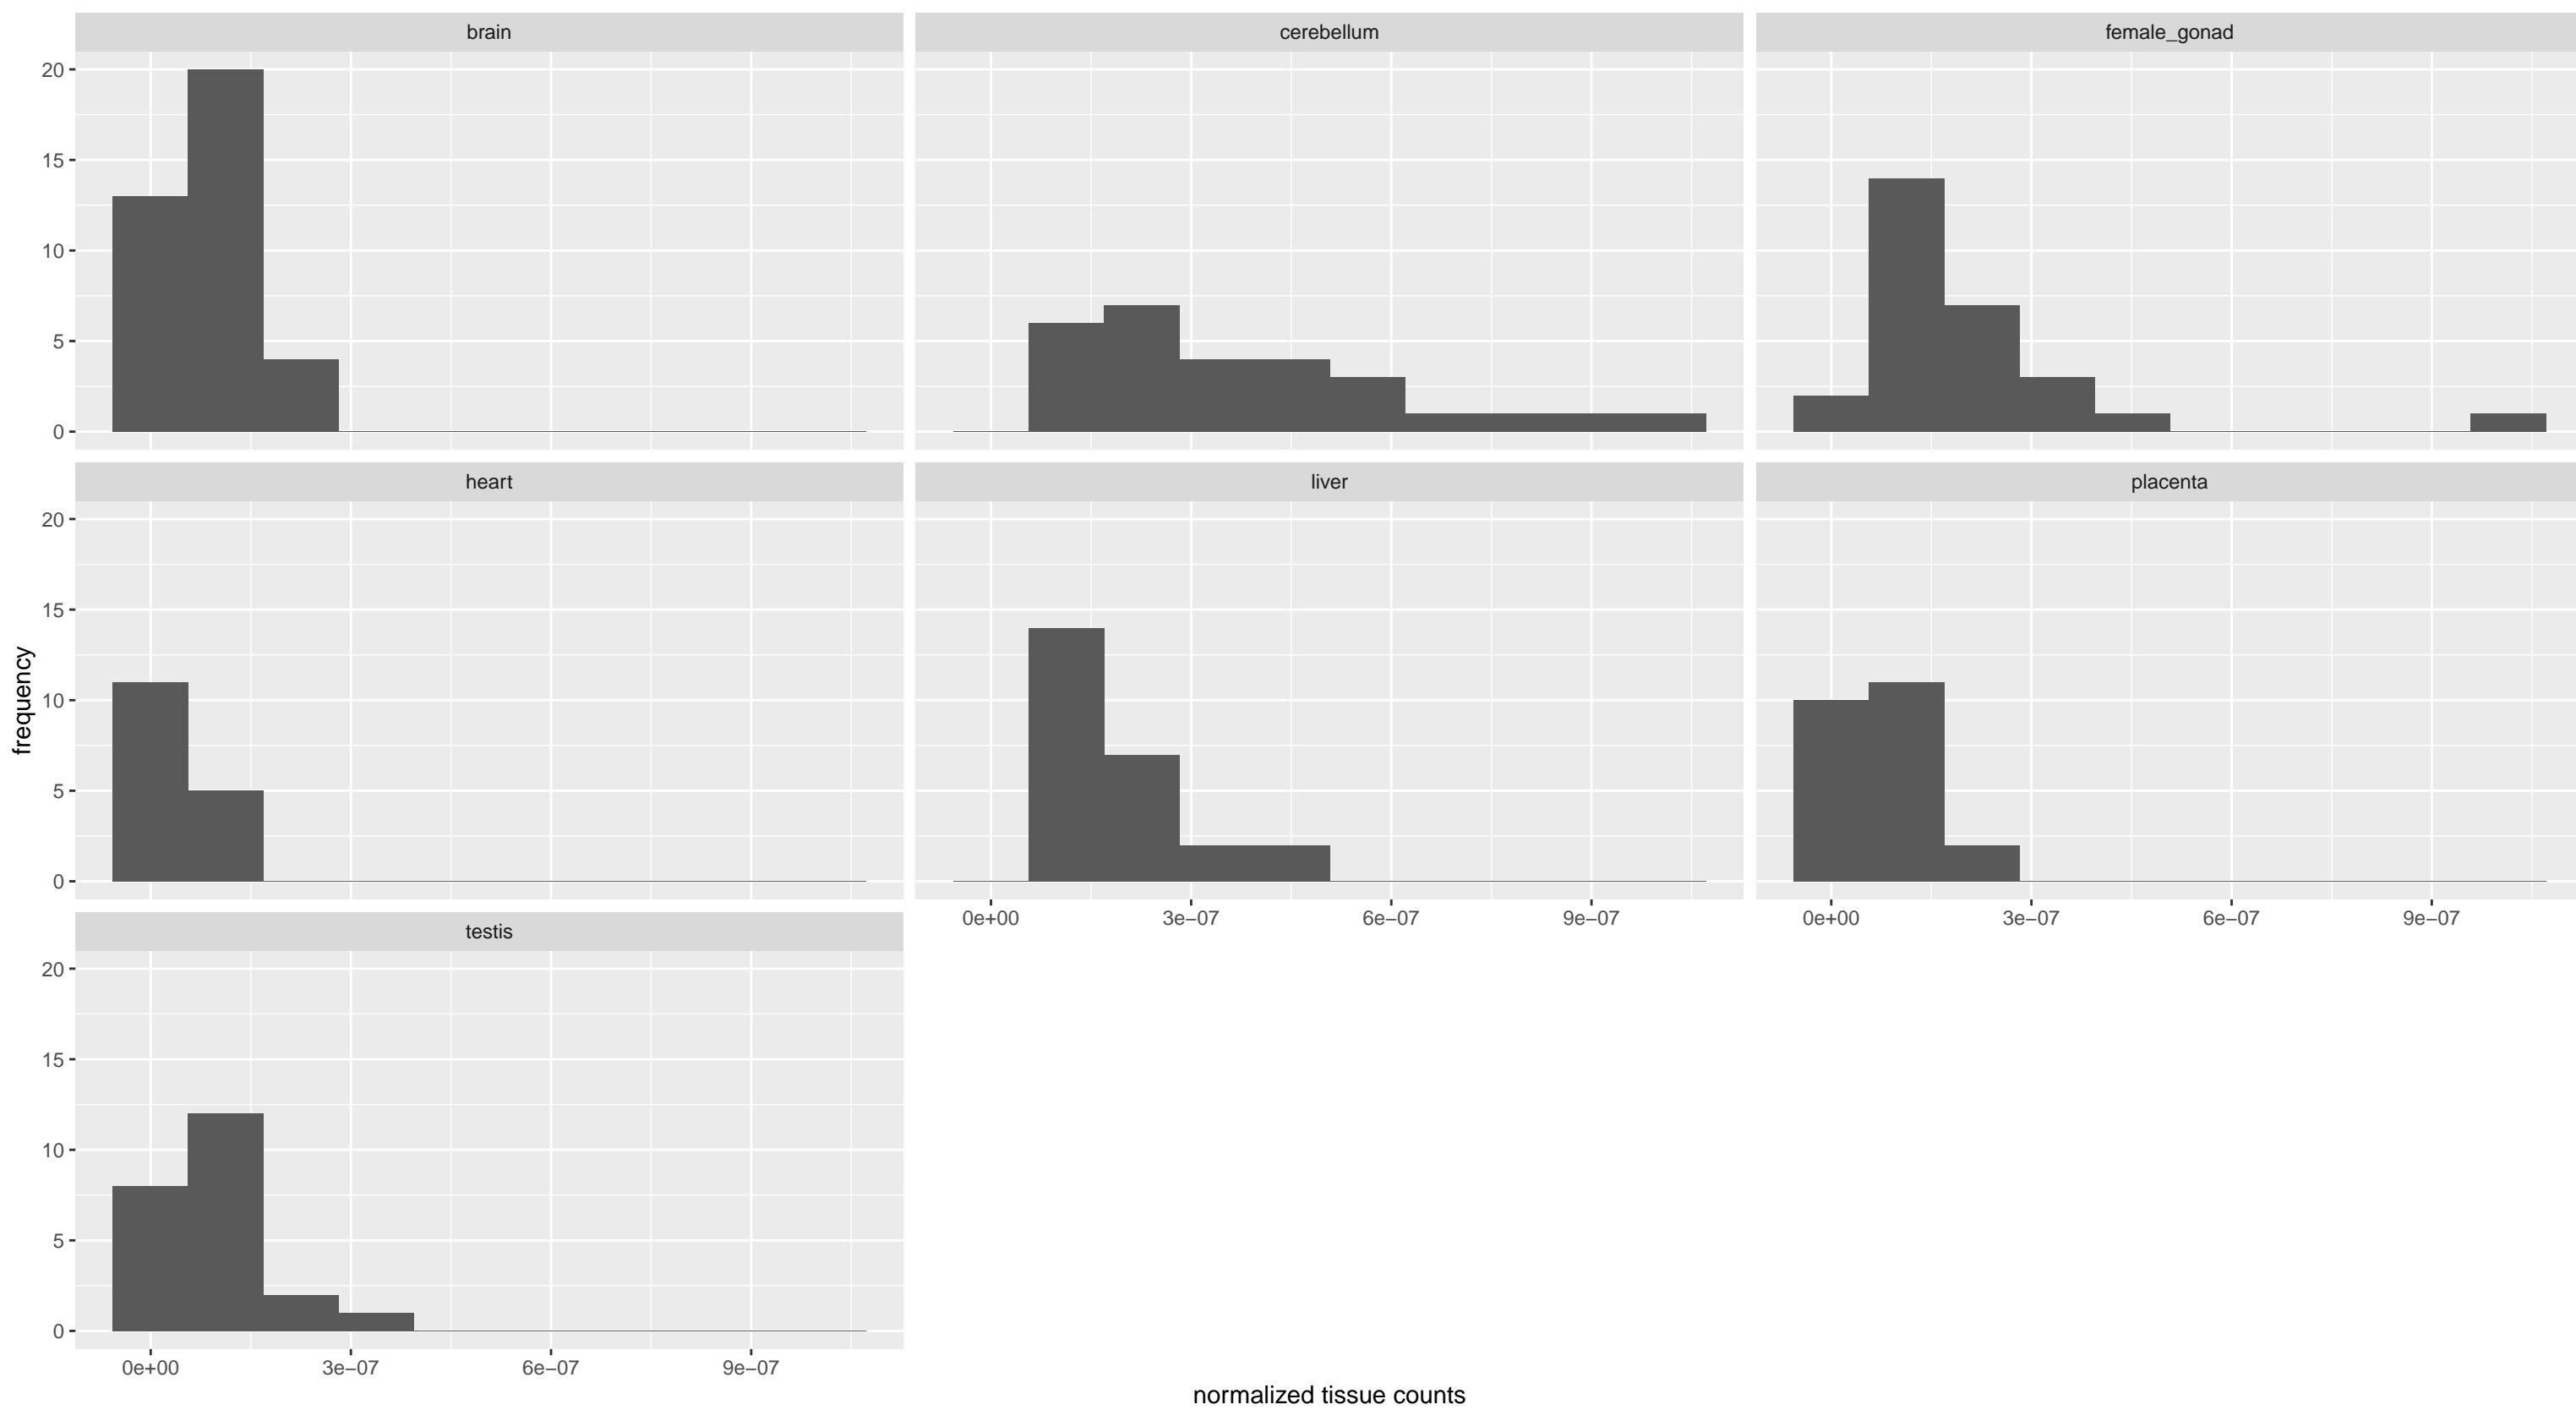 brain
cerebellum
female_gonad
20
15
10
5
0
heart
liver
placenta
20
15
10
5
0
frequency
0e+00
3e−07
6e−07
9e−07
0e+00
3e−07
6e−07
9e−07
testis
20
15
10
5
0
0e+00
3e−07
6e−07
9e−07
normalized tissue counts